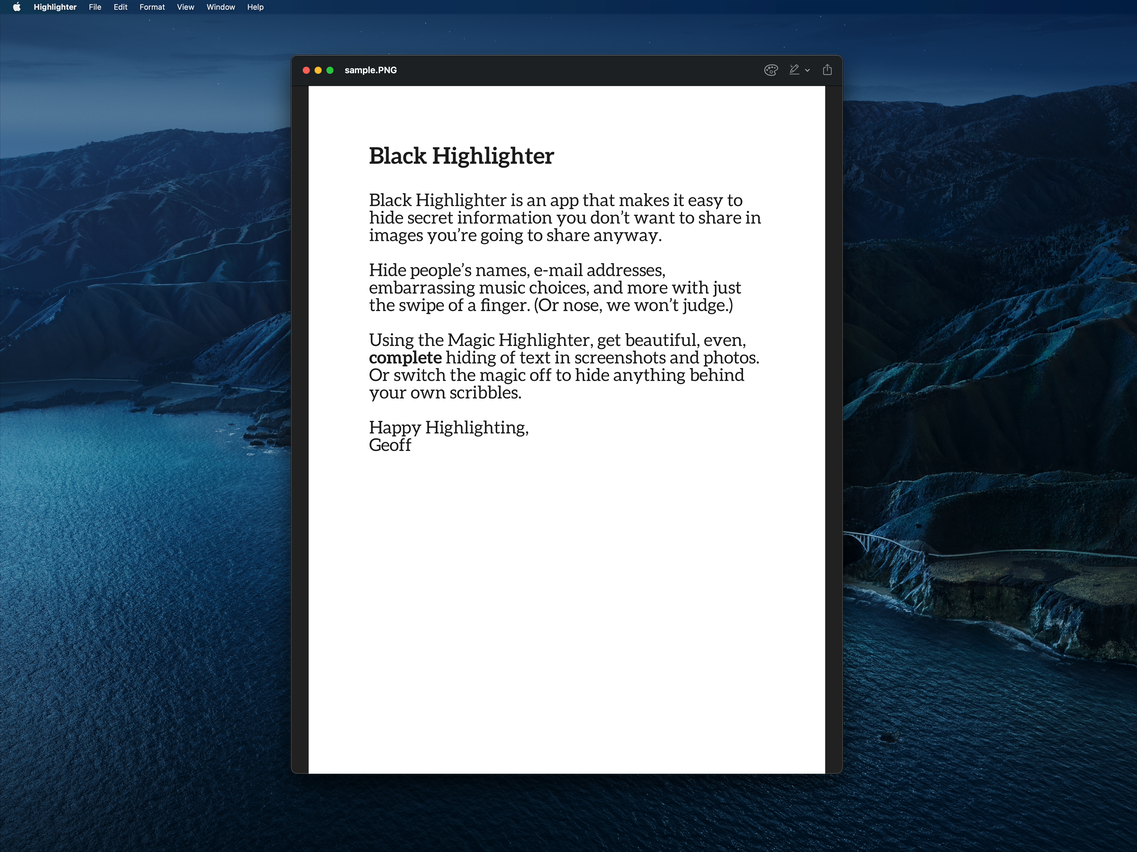 Highlighter File Edit Format View Window Help
sample.PNG
Black Highlighter
Black Highlighter is an app that makes it easy to
hide secret information you don’t want to share in
images you’re going to share anyway.
Hide people’s names, e-mail addresses,
embarrassing music choices, and more with just
the swipe of a finger. (Or nose, we won’t judge.)
Using the Magic Highlighter, get beautiful, even,
complete hiding of text in screenshots and photos.
Or switch the magic off to hide anything behind
your own scribbles.
Happy Highlighting,
Geoff